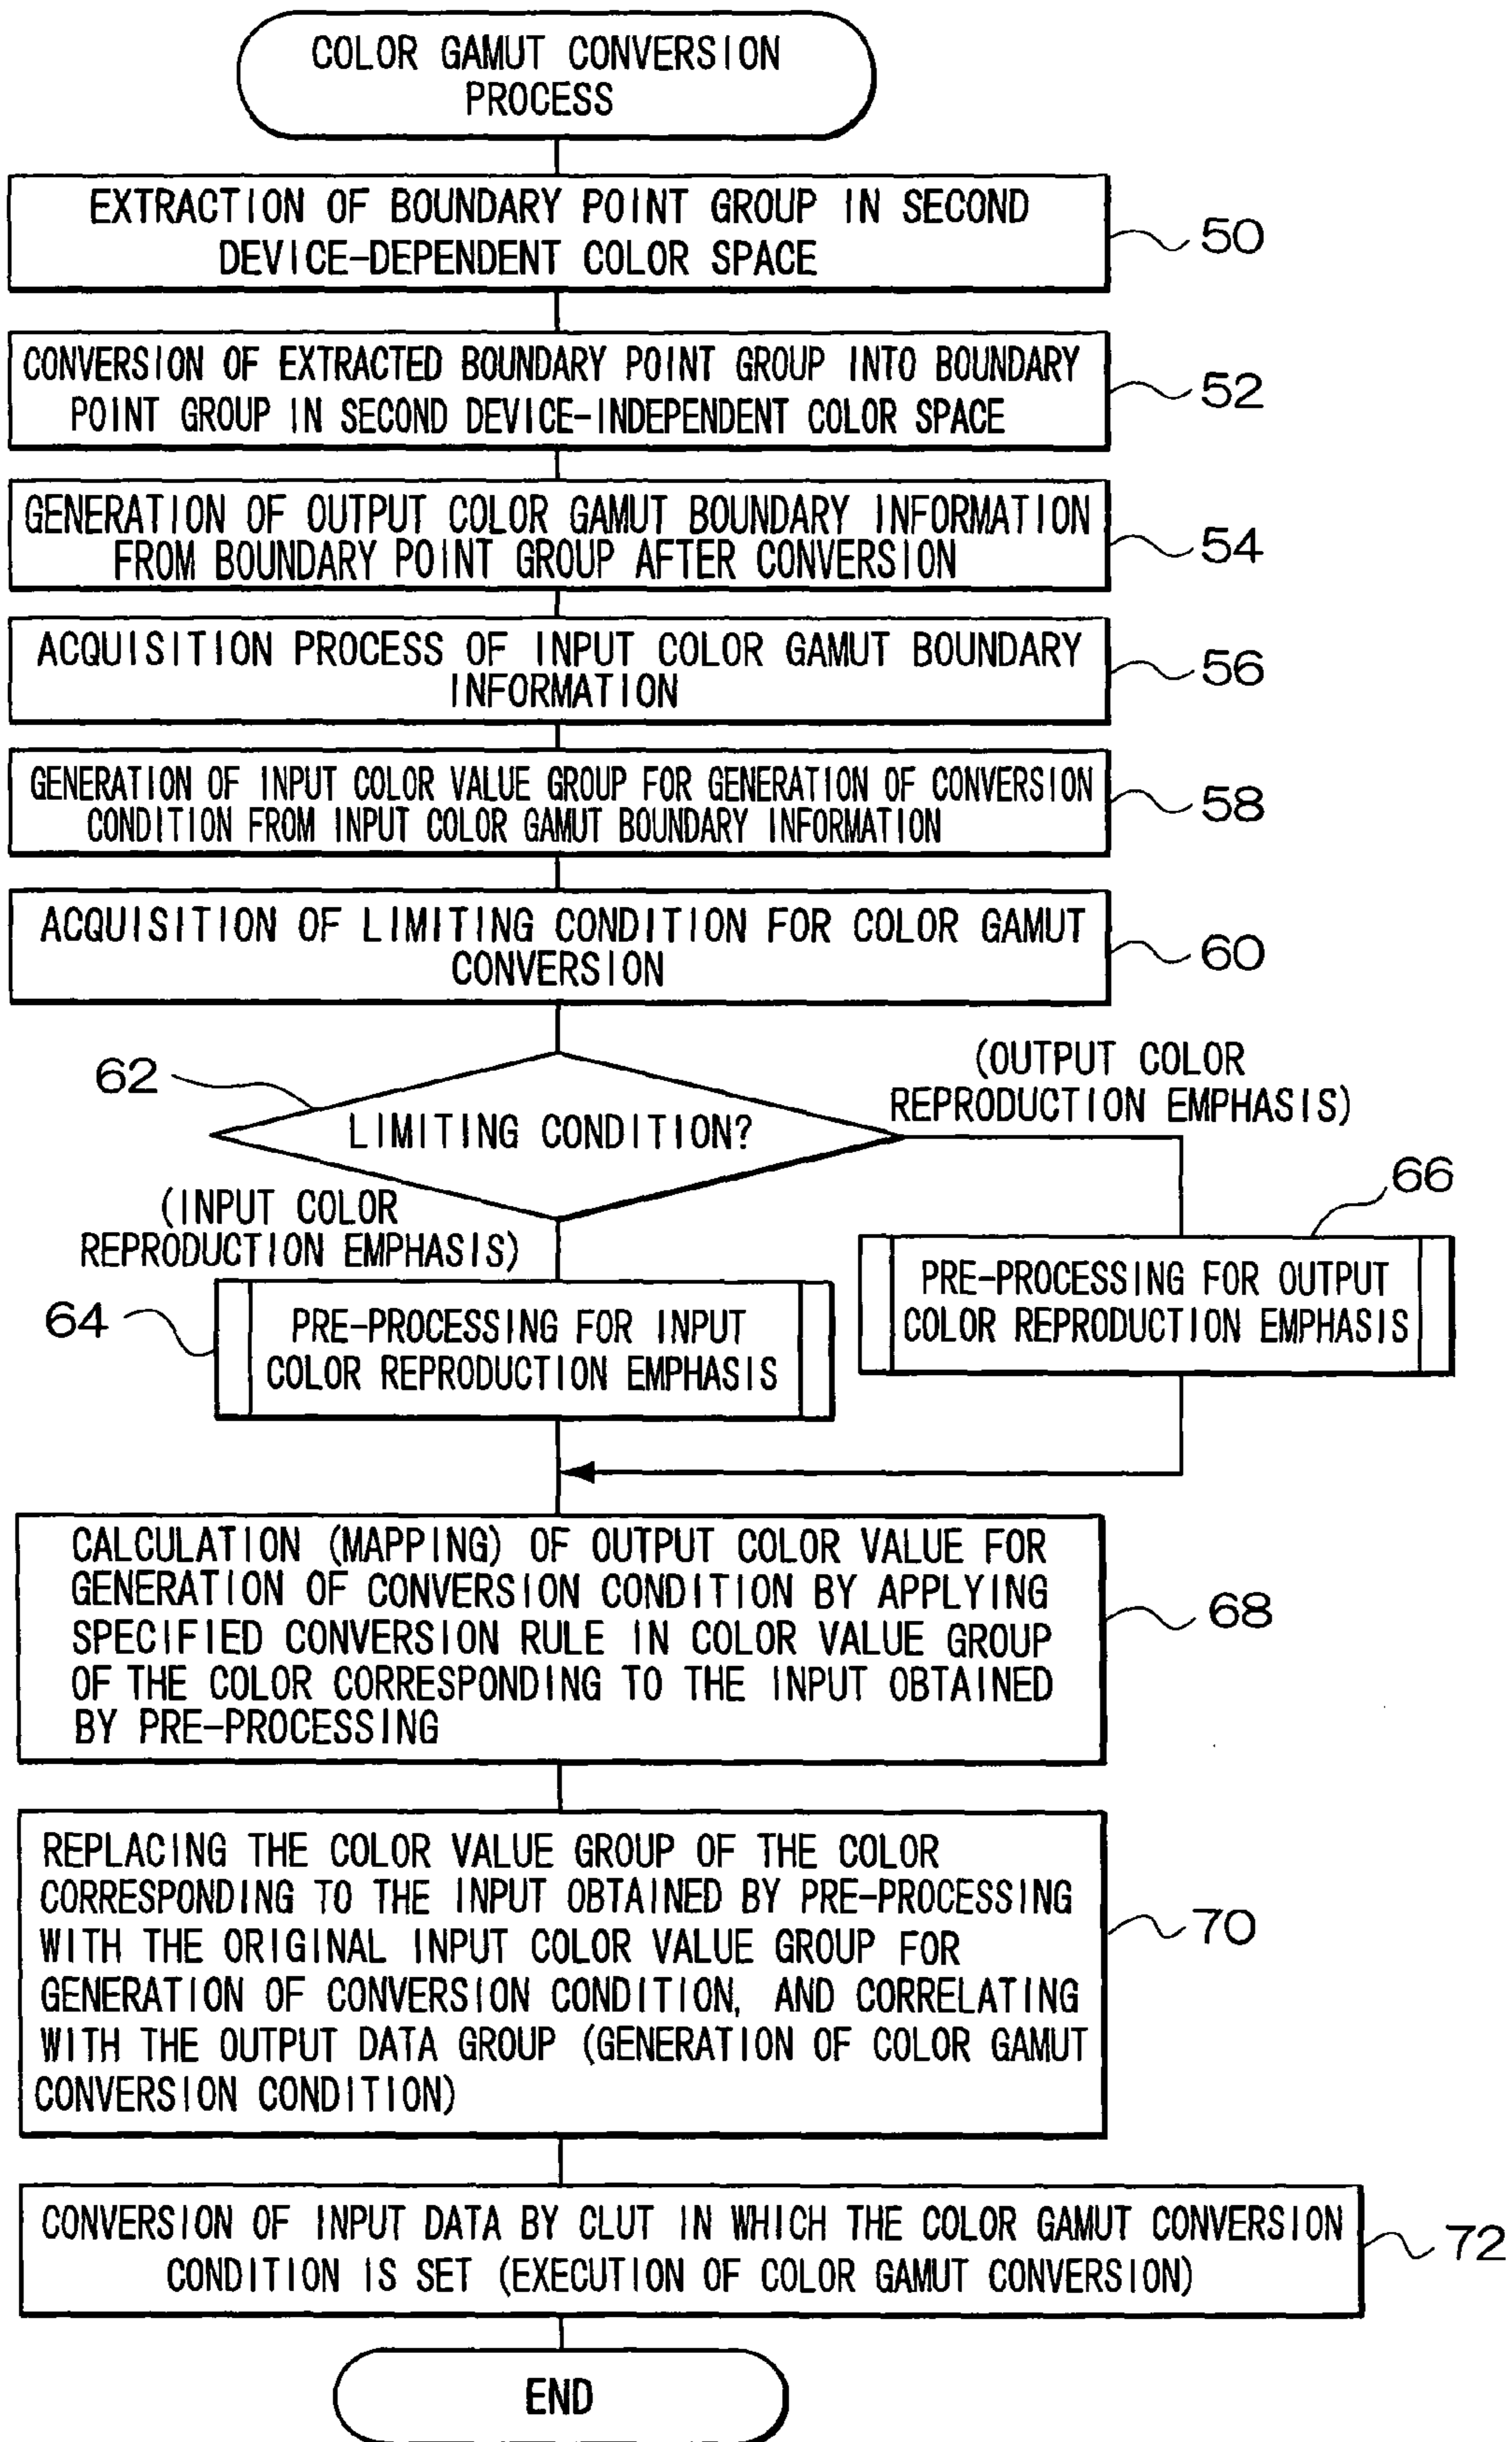 COLOR GAMUT CONVERSION
PROCESS
EXTRACTION OF BOUNDARY POINT GROUP IN SECOND
DEVICE-DEPENDENT COLOR SPACE
50
CONVERSION OF EXTRACTED BOUNDARY POINT GROUP INTO BOUNDARY
POINT GROUP IN SECOND DEVICE-INDEPENDENT COLOR SPACE
52
GENERATION OF OUTPUT COLOR GAMUT BOUNDARY INFORMATION
FROM BOUNDARY POINT GROUP AFTER CONVERSION
54
ACQUISITION PROCESS OF INPUT COLOR GAMUT BOUNDARY
INFORMATION
56
GENERATION OF INPUT COLOR VALUE GROUP FOR GENERATION OF CONVERSION
CONDITION FROM INPUT COLOR GAMUT BOUNDARY INFORMATION
58
ACQUISITION OF LIMITING CONDITION FOR COLOR GAMUT
CONVERSION
60
62
LIMITING CONDITION?
(OUTPUT COLOR
REPRODUCTION EMPHASIS)
(INPUT COLOR
REPRODUCTION EMPHASIS)
66
PRE-PROCESSING FOR OUTPUT
COLOR REPRODUCTION EMPHASIS
64
PRE-PROCESSING FOR INPUT
COLOR REPRODUCTION EMPHASIS
CALCULATION (MAPPING) OF OUTPUT COLOR VALUE FOR
GENERATION OF CONVERSION CONDITION BY APPLYING
SPECIFIED CONVERSION RULE IN COLOR VALUE GROUP
OF THE COLOR CORRESPONDING TO THE INPUT OBTAINED
BY PRE-PROCESSING
68
REPLACING THE COLOR VALUE GROUP OF THE COLOR
CORRESPONDING TO THE INPUT OBTAINED BY PRE-PROCESSING
WITH THE ORIGINAL INPUT COLOR VALUE GROUP FOR
GENERATION OF CONVERSION CONDITION, AND CORRELATING
WITH THE OUTPUT DATA GROUP (GENERATION OF COLOR GAMUT
CONVERSION CONDITION)
70
CONVERSION OF INPUT DATA BY CLUT IN WHICH THE COLOR GAMUT CONVERSION
CONDITION IS SET (EXECUTION OF COLOR GAMUT CONVERSION)
72
END